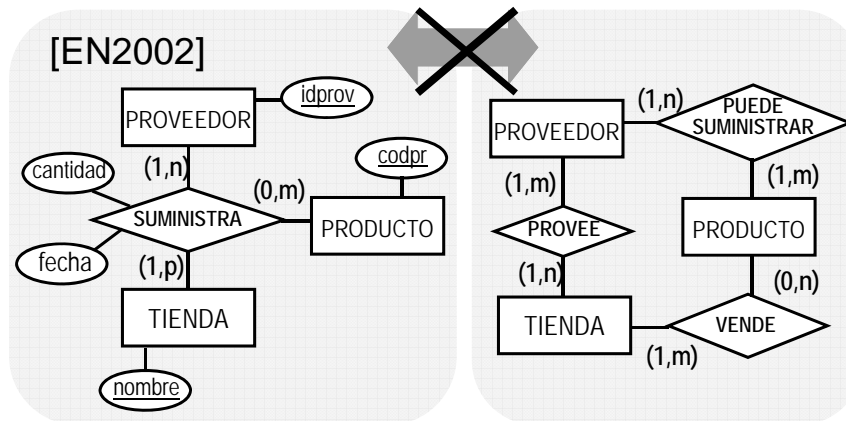 [EN2002]
PROVEEDOR
idprov
cantidad
(1,n)
(0,m)
codpr
SUMINISTRA
PRODUCTO
fecha
(1,p)
TIENDA
nombre
PROVEEDOR
(1,n)
PUEDE
SUMINISTRAR
(1,m)
(1,m)
PROVEE
PRODUCTO
(1,n)
(0,n)
TIENDA
VENDE
(1,m)